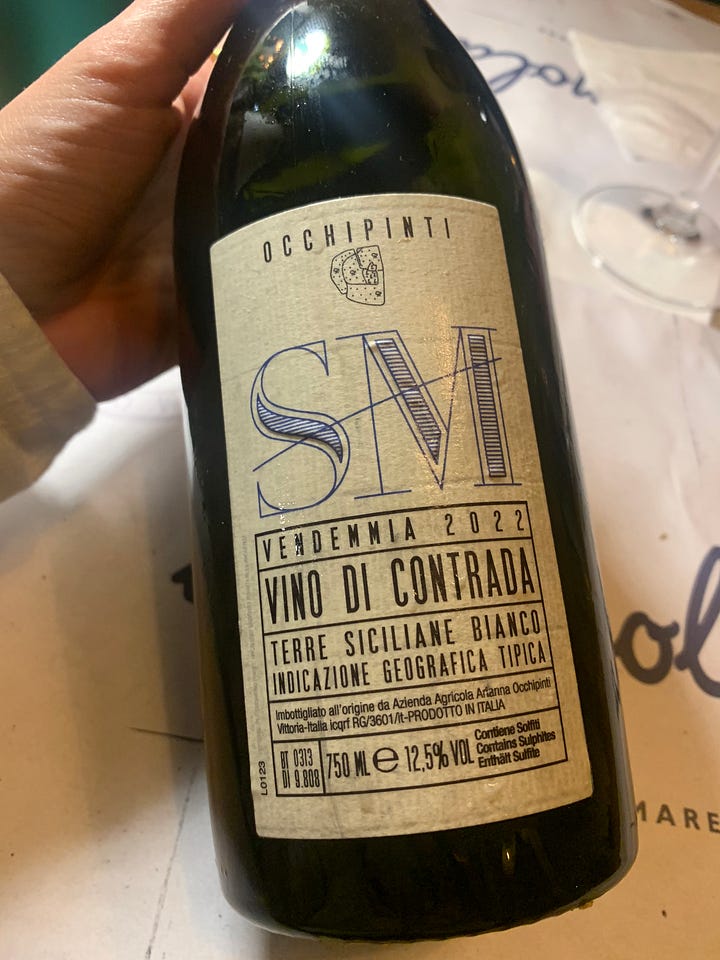 OCCHIPINTI
SM
VENDEMMIA 2022
VINO DI CONTRADA
TERRE SICILIANE BIANCO
INDICAZIONE GEOGRAFICA TIPICA
Imbottigliato all'origine da Azienda Agricola Arianna Occhipinti
Vittoria-Italia icqrf RG/3601/It-PRODOTTO IN ITALIA
BT 0313
DI 9.808
750 ML e 12,5% VOL
Contiene Solfiti
Contains Sulphites
Enthält Sulfite
L0123